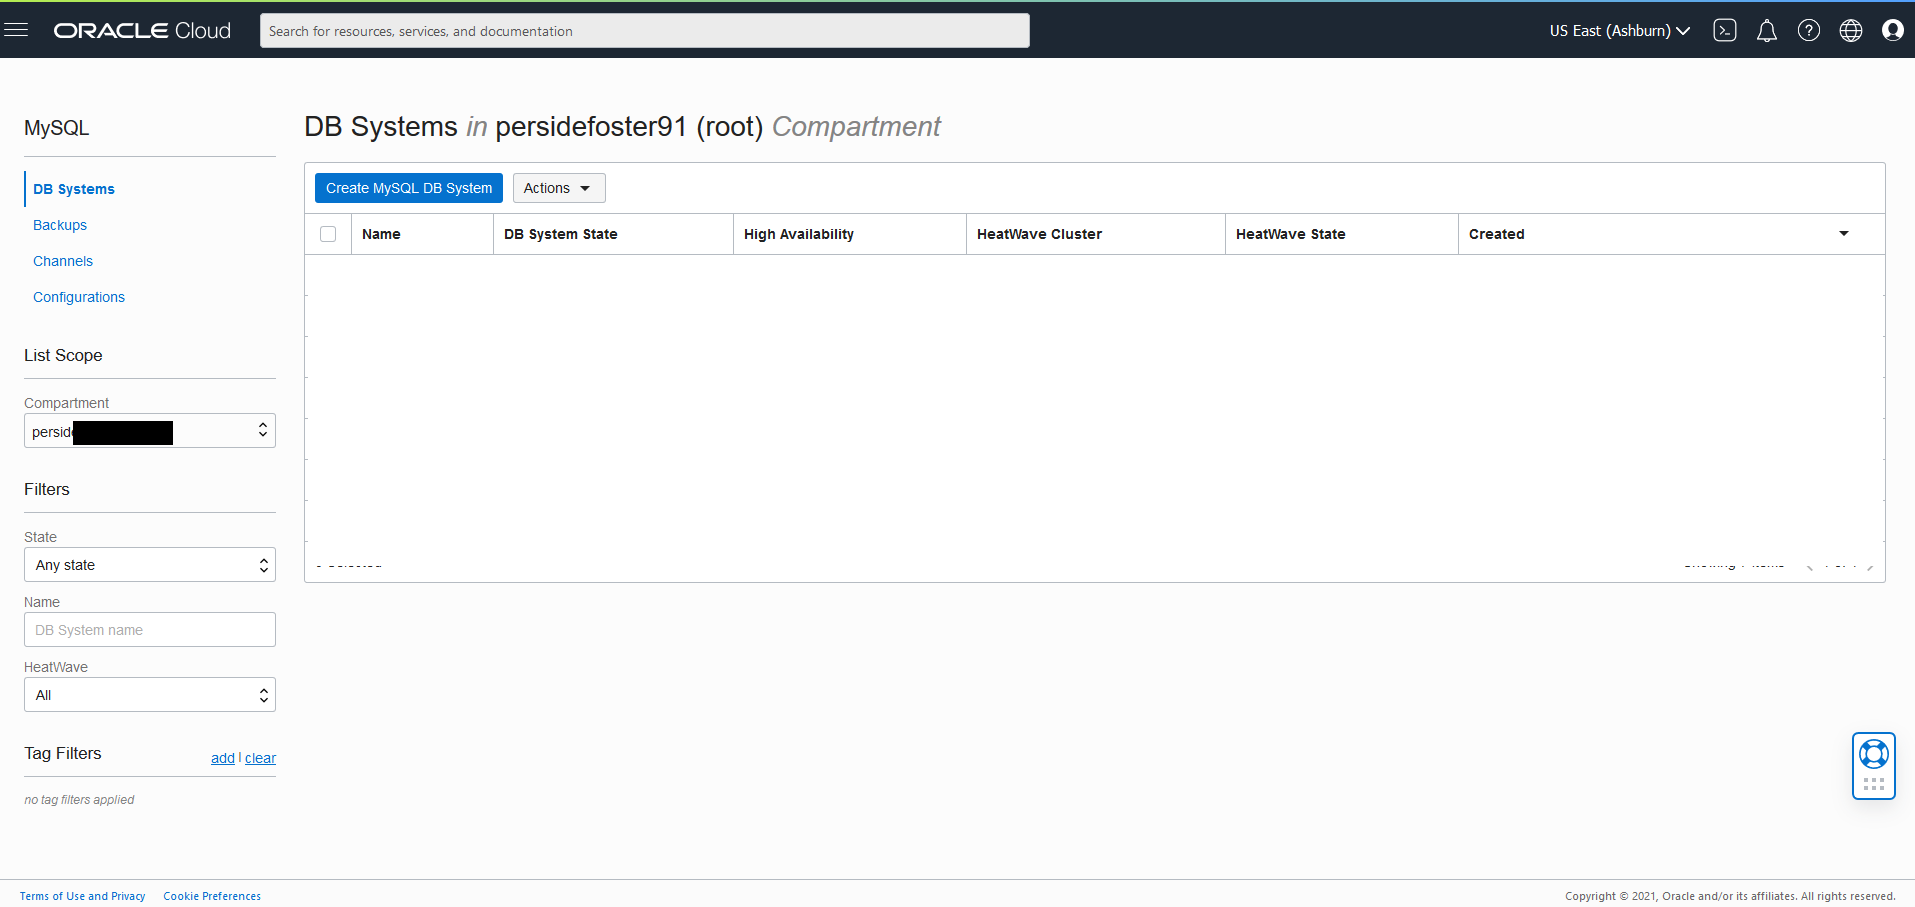 ORACLE Cloud
Search for resources, services, and documentation
US East (Ashburn)
MySQL
DB Systems
Backups
Channels
Configurations
List Scope
Compartment
persid
Filters
State
Any state
Name
DB System name
HeatWave
All
Tag Filters
add | clear
no tag filters applied
DB Systems in persidefoster91 (root) Compartment
Create MySQL DB System
Actions
Name
DB System State
High Availability
HeatWave Cluster
HeatWave State
Created
Terms of Use and Privacy
Cookie Preferences
Copyright © 2021, Oracle and/or its affiliates. All rights reserved.